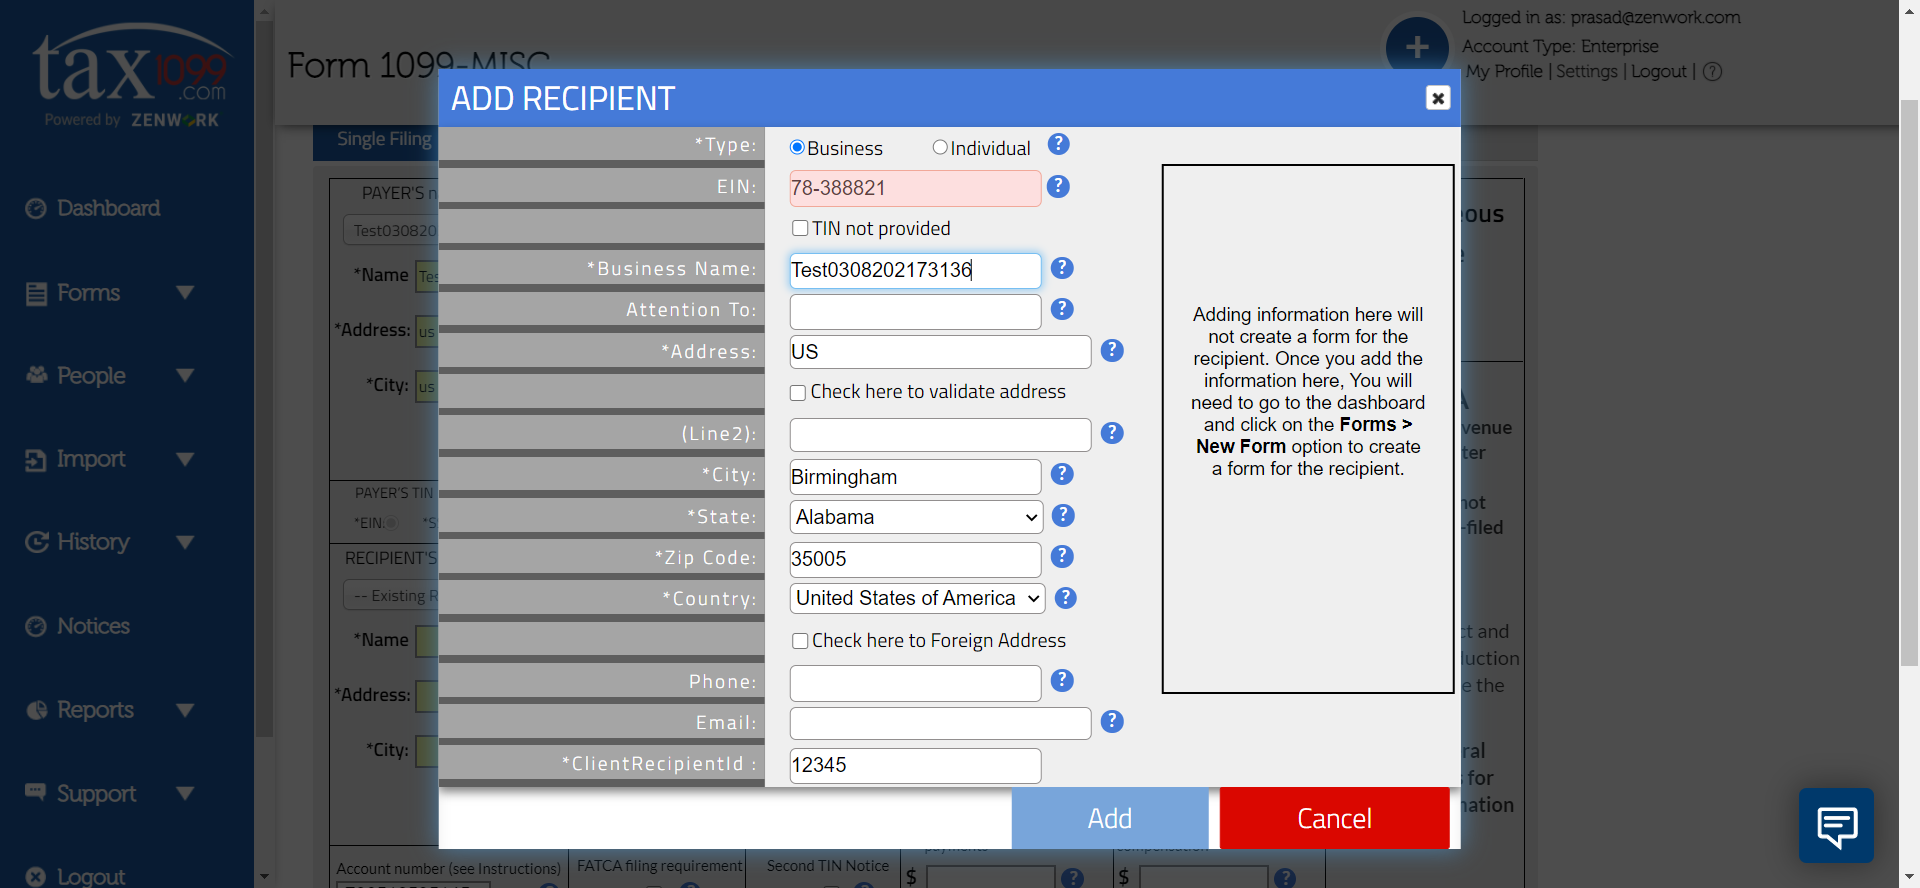 tax1099.com
Powered by ZENWORK
Dashboard
Forms
People
Import
History
Notices
Reports
Support
Logout
Form 1099-MISC
Logged in as: prasad@zenwork.com
Account Type: Enterprise
My Profile | Settings | Logout | ?
Single Filing
PAYER'S
Test030820
*Name
Tes
*Address:
us
*City:
us
PAYER'S TIN
*EIN:
*S
RECIPIENT'S
-- Existing R
*Name
*Address:
*City:
Account number (see Instructions)
FATCA filing requirement
Second TIN Notice
$
$
ADD RECIPIENT
*Type:
Business
Individual
?
EIN:
78-388821
?
TIN not provided
*Business Name:
Test0308202173136
?
Attention To:
?
*Address:
US
?
Check here to validate address
(Line2):
?
*City:
Birmingham
?
*State:
Alabama
?
*Zip Code:
35005
?
*Country:
United States of America
?
Check here to Foreign Address
Phone:
?
Email:
?
*ClientRecipientId :
12345
Adding information here will
not create a form for the
recipient. Once you add the
information here, You will
need to go to the dashboard
and click on the Forms >
New Form option to create
a form for the recipient.
Add
Cancel
ous
venue
not
-filed
and
the
for